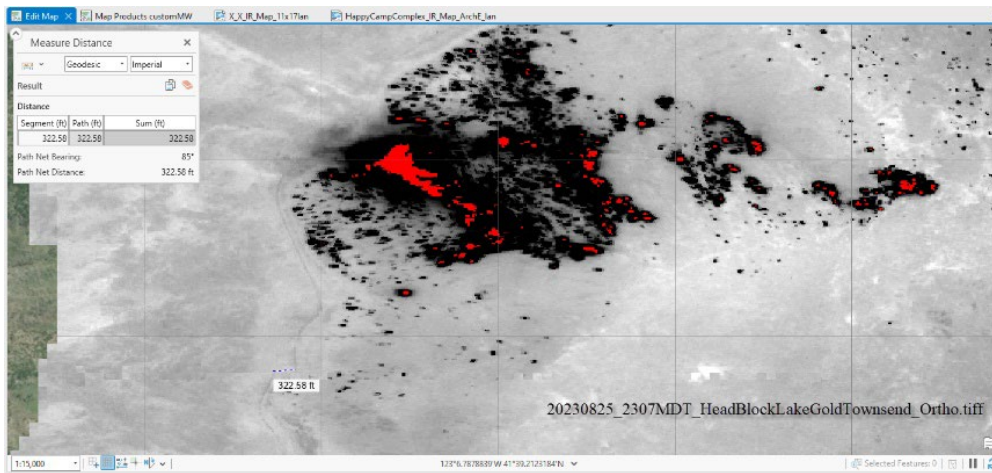 Edit Map Map Products customMW X_X_IR_Map_11x17lan HappyCampComplex_IR_Map_ArchE_lan
Measure Distance
Geodesic Imperial
Result
Distance
Segment (ft) Path (ft) Sum (ft)
322.58 322.58 322.58
Path Net Bearing: 85°
Path Net Distance: 322.58 ft
322.58 ft
20230825_2307MDT_HeadBlockLakeGoldTownsend_Ortho.tiff
1:15,000 123°6.7878839'W 41°39.2123184'N Selected Features: 0